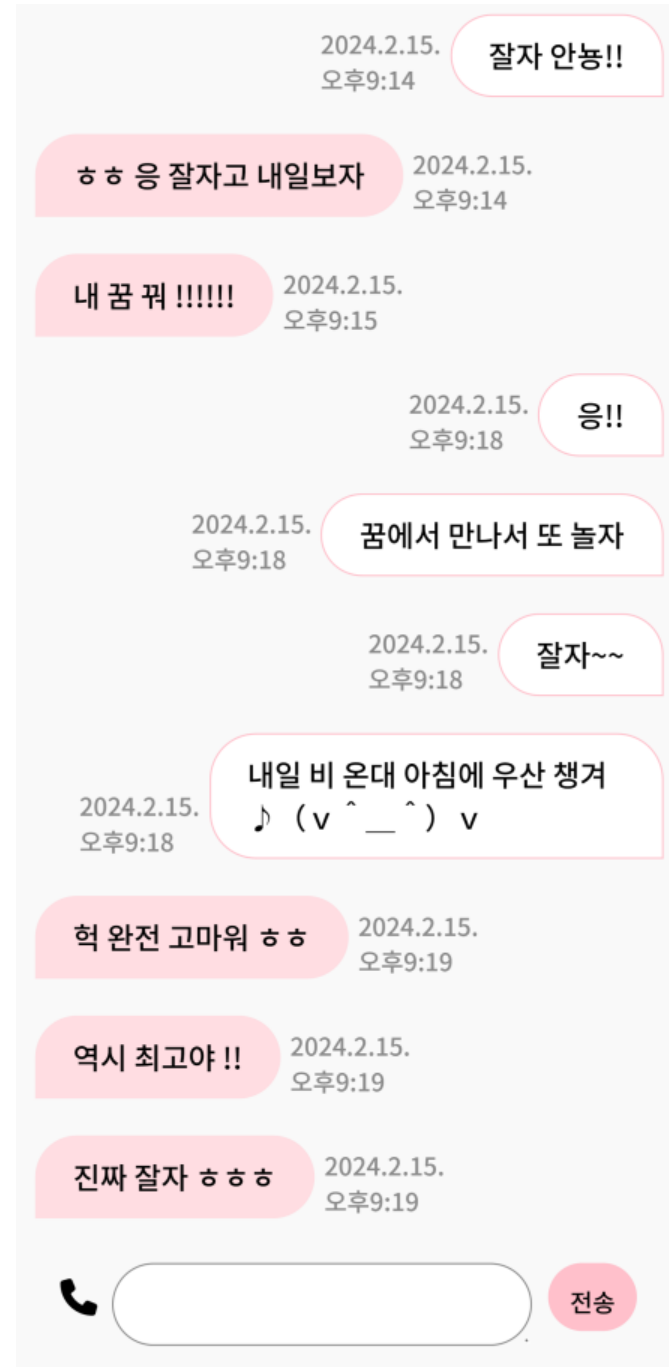 2024.2.15.
오후9:14
잘자 안뇽!!
ㅎㅎ 응 잘자고 내일보자
2024.2.15.
오후9:14
내 꿈 꿔 !!!!!!
2024.2.15.
오후9:15
2024.2.15.
오후9:18
응!!
2024.2.15.
오후9:18
꿈에서 만나서 또 놀자
2024.2.15.
오후9:18
잘자~~
2024.2.15.
오후9:18
내일 비 온대 아침에 우산 챙겨
♪（ｖ＾＿＾）ｖ
헉 완전 고마워 ㅎㅎ
2024.2.15.
오후9:19
역시 최고야 !!
2024.2.15.
오후9:19
진짜 잘자 ㅎㅎㅎ
2024.2.15.
오후9:19
전송